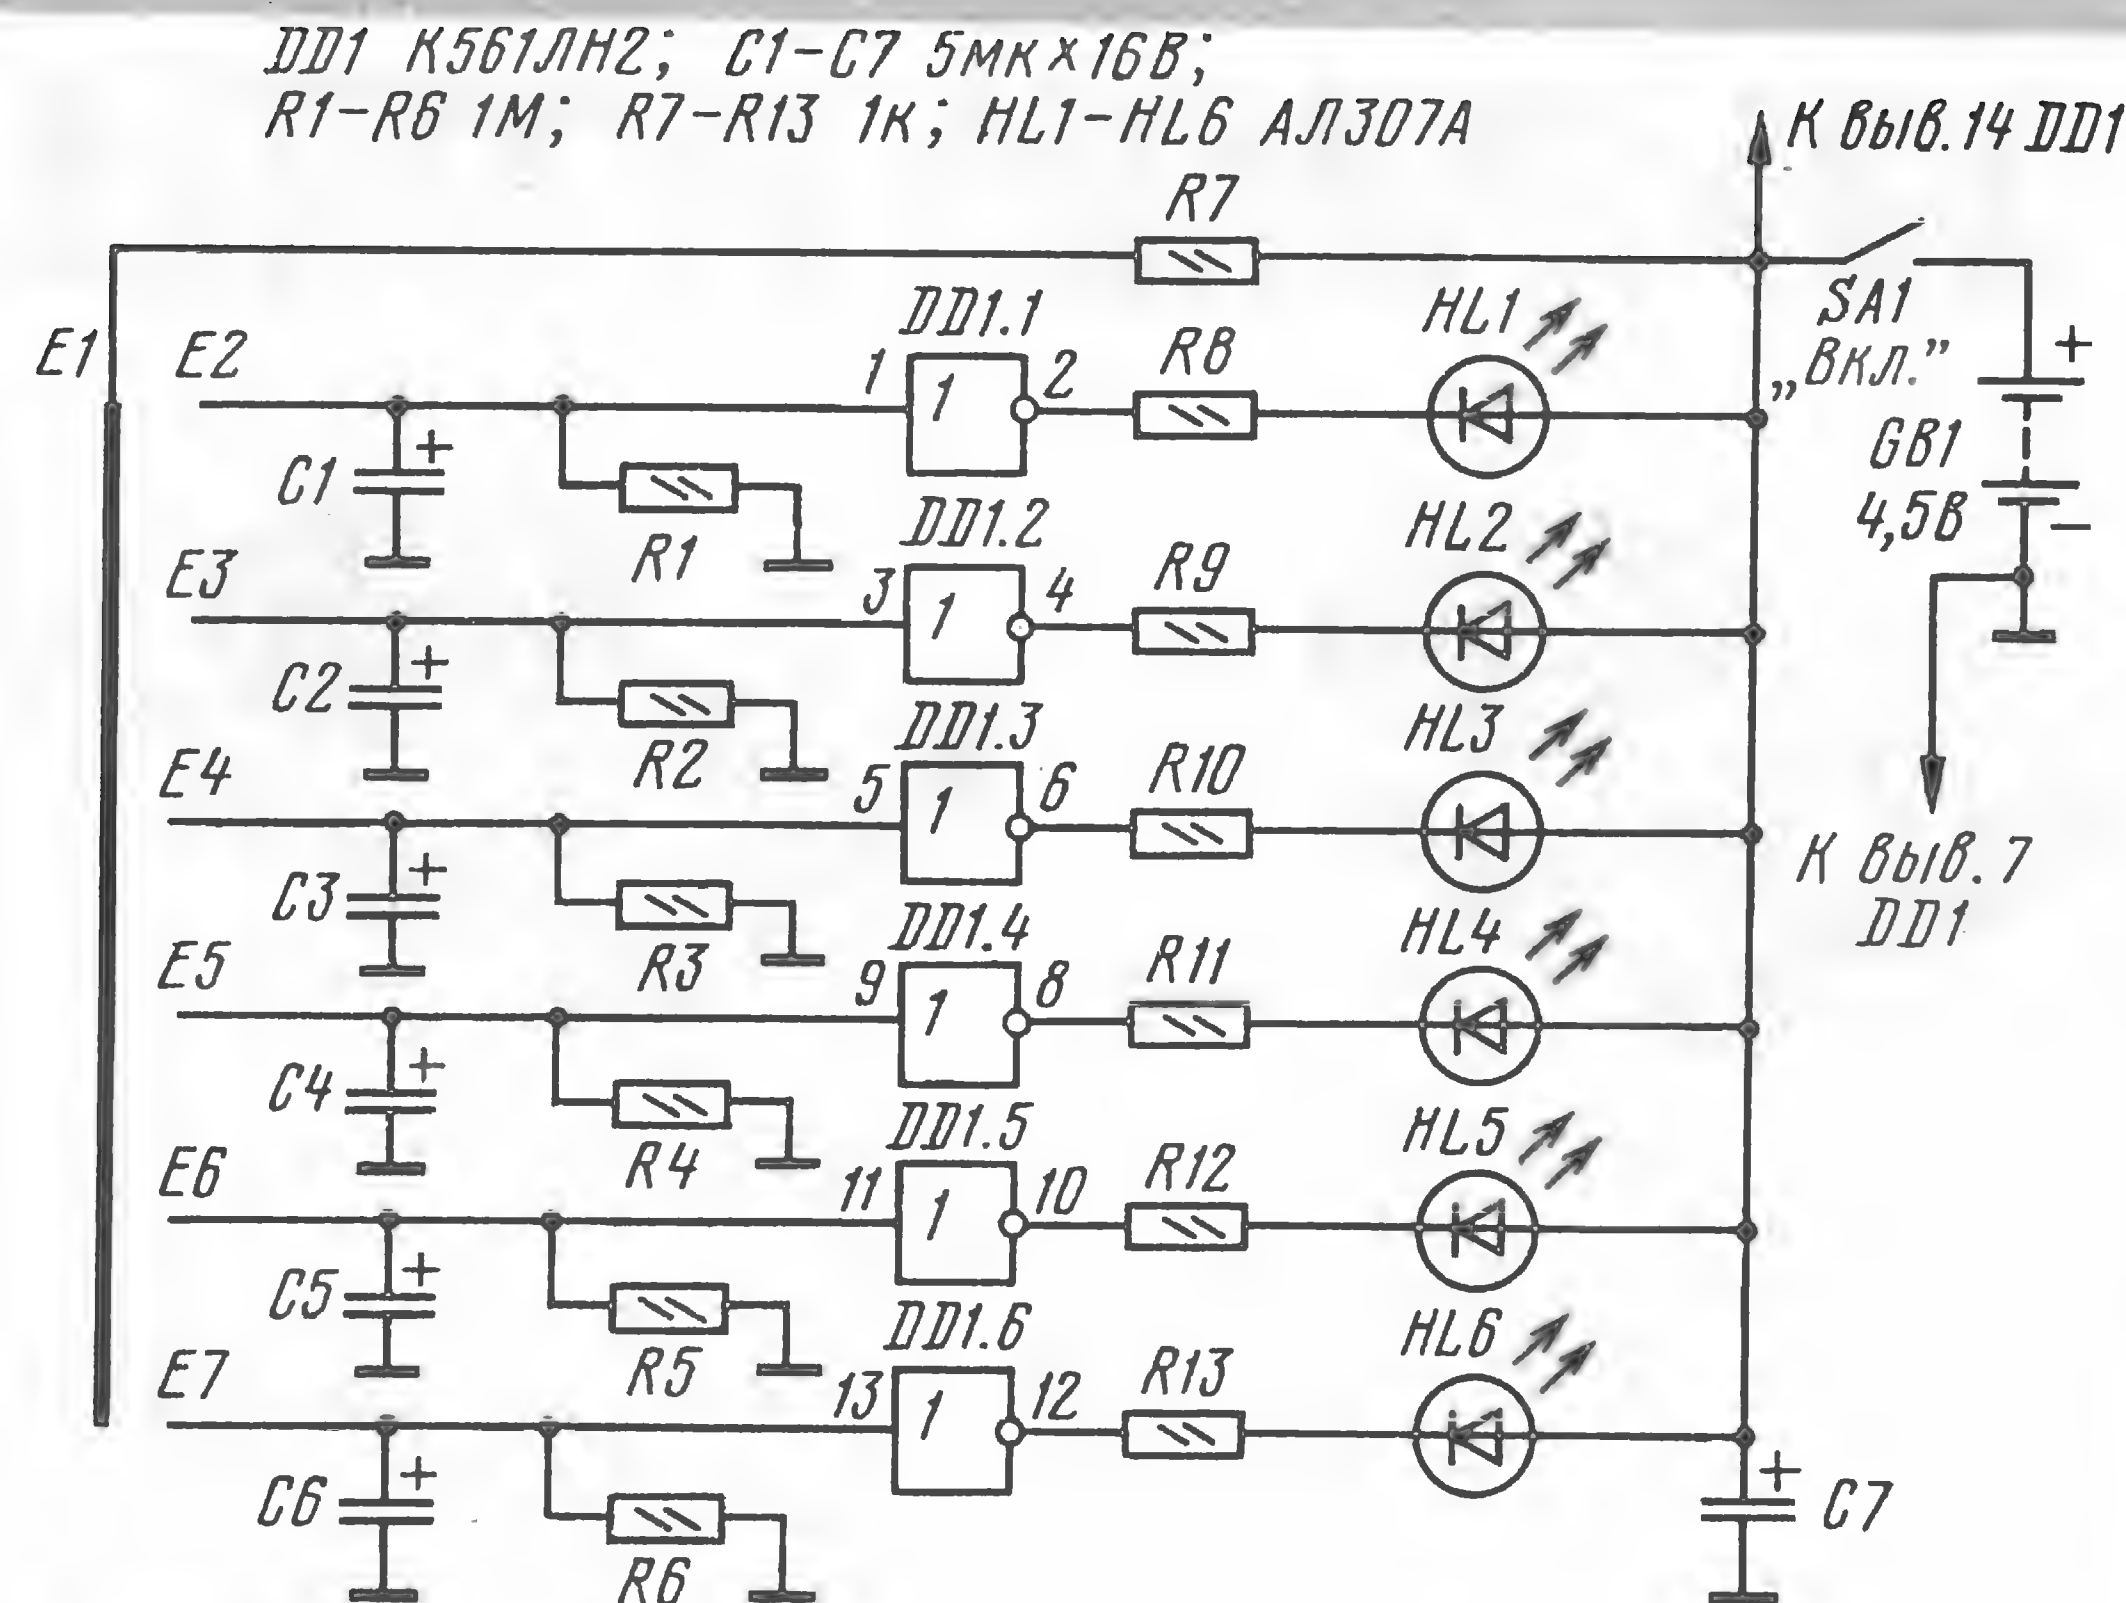 DD1 К561ЛН2; C1–C7 5мк×16В;
R1–R6 1М; R7–R13 1к; HL1–HL6 АЛ307А
К выв.14 DD1
R7
E1
E2
DD1.1
1
1
2
R8
HL1
SA1
„Вкл.”
+
GB1
4,5В
–
C1
+
R1
E3
DD1.2
3
1
4
R9
HL2
C2
+
R2
E4
DD1.3
5
1
6
R10
HL3
К выв.7
DD1
C3
+
R3
E5
DD1.4
9
1
8
R11
HL4
C4
+
R4
E6
DD1.5
11
1
10
R12
HL5
C5
+
R5
E7
DD1.6
13
1
12
R13
HL6
C6
+
R6
+
C7